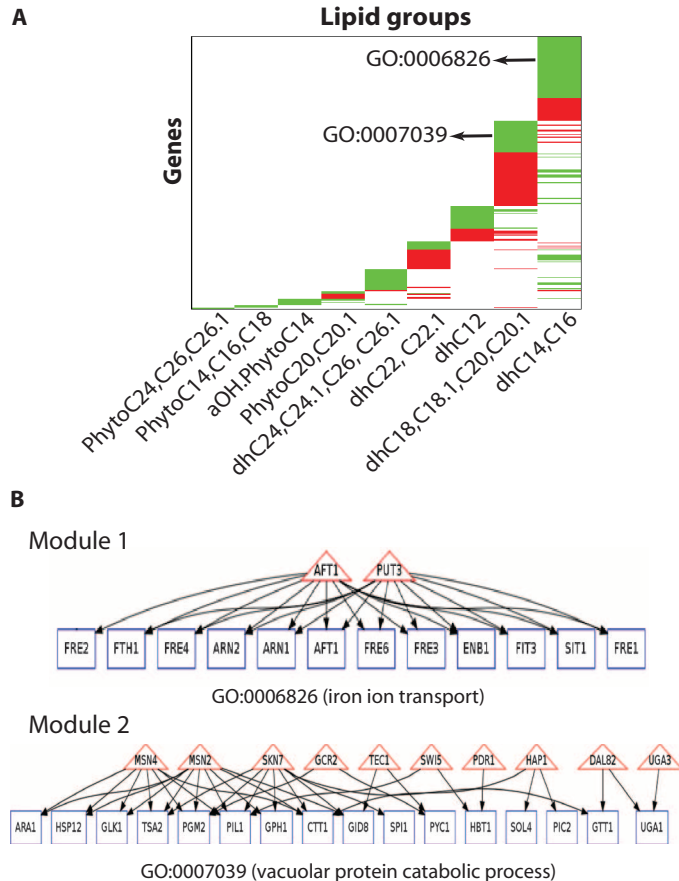 A
Lipid groups
Genes
GO:0006826
GO:0007039
PhytoC24,C26,C26.1
PhytoC14,C16,C18
aOH.PhytoC14
PhytoC20,C20.1
dhC24,C24.1,C26, C26.1
dhC22, C22.1
dhC12
dhC18,C18.1,C20,C20.1
dhC14,C16
B
Module 1
AFT1 PUT3
FRE2 FTH1 FRE4 ARN2 ARN1 AFT1 FRE6 FRE3 ENB1 FIT3 SIT1 FRE1
GO:0006826 (iron ion transport)
Module 2
MSN4 MSN2 SKN7 GCR2 TEC1 SWI5 PDR1 HAP1 DAL82 UGA3
ARA1 HSP12 GLK1 TSA2 PGM2 PIL1 GPH1 CTT1 GID8 SPI1 PYC1 HBT1 SOL4 PIC2 GTT1 UGA1
GO:0007039 (vacuolar protein catabolic process)